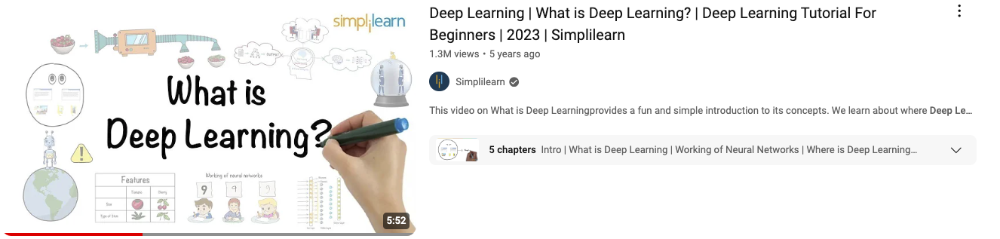 simplilearn
What is
Deep Learning?
Features
Tomato
Cherry
Size
Type of Stem
Working of neural networks
9
9
9
5:52
Deep Learning | What is Deep Learning? | Deep Learning Tutorial For
Beginners | 2023 | Simplilearn
1.3M views • 5 years ago
Simplilearn
This video on What is Deep Learningprovides a fun and simple introduction to its concepts. We learn about where Deep Le...
5 chapters Intro | What is Deep Learning | Working of Neural Networks | Where is Deep Learning...